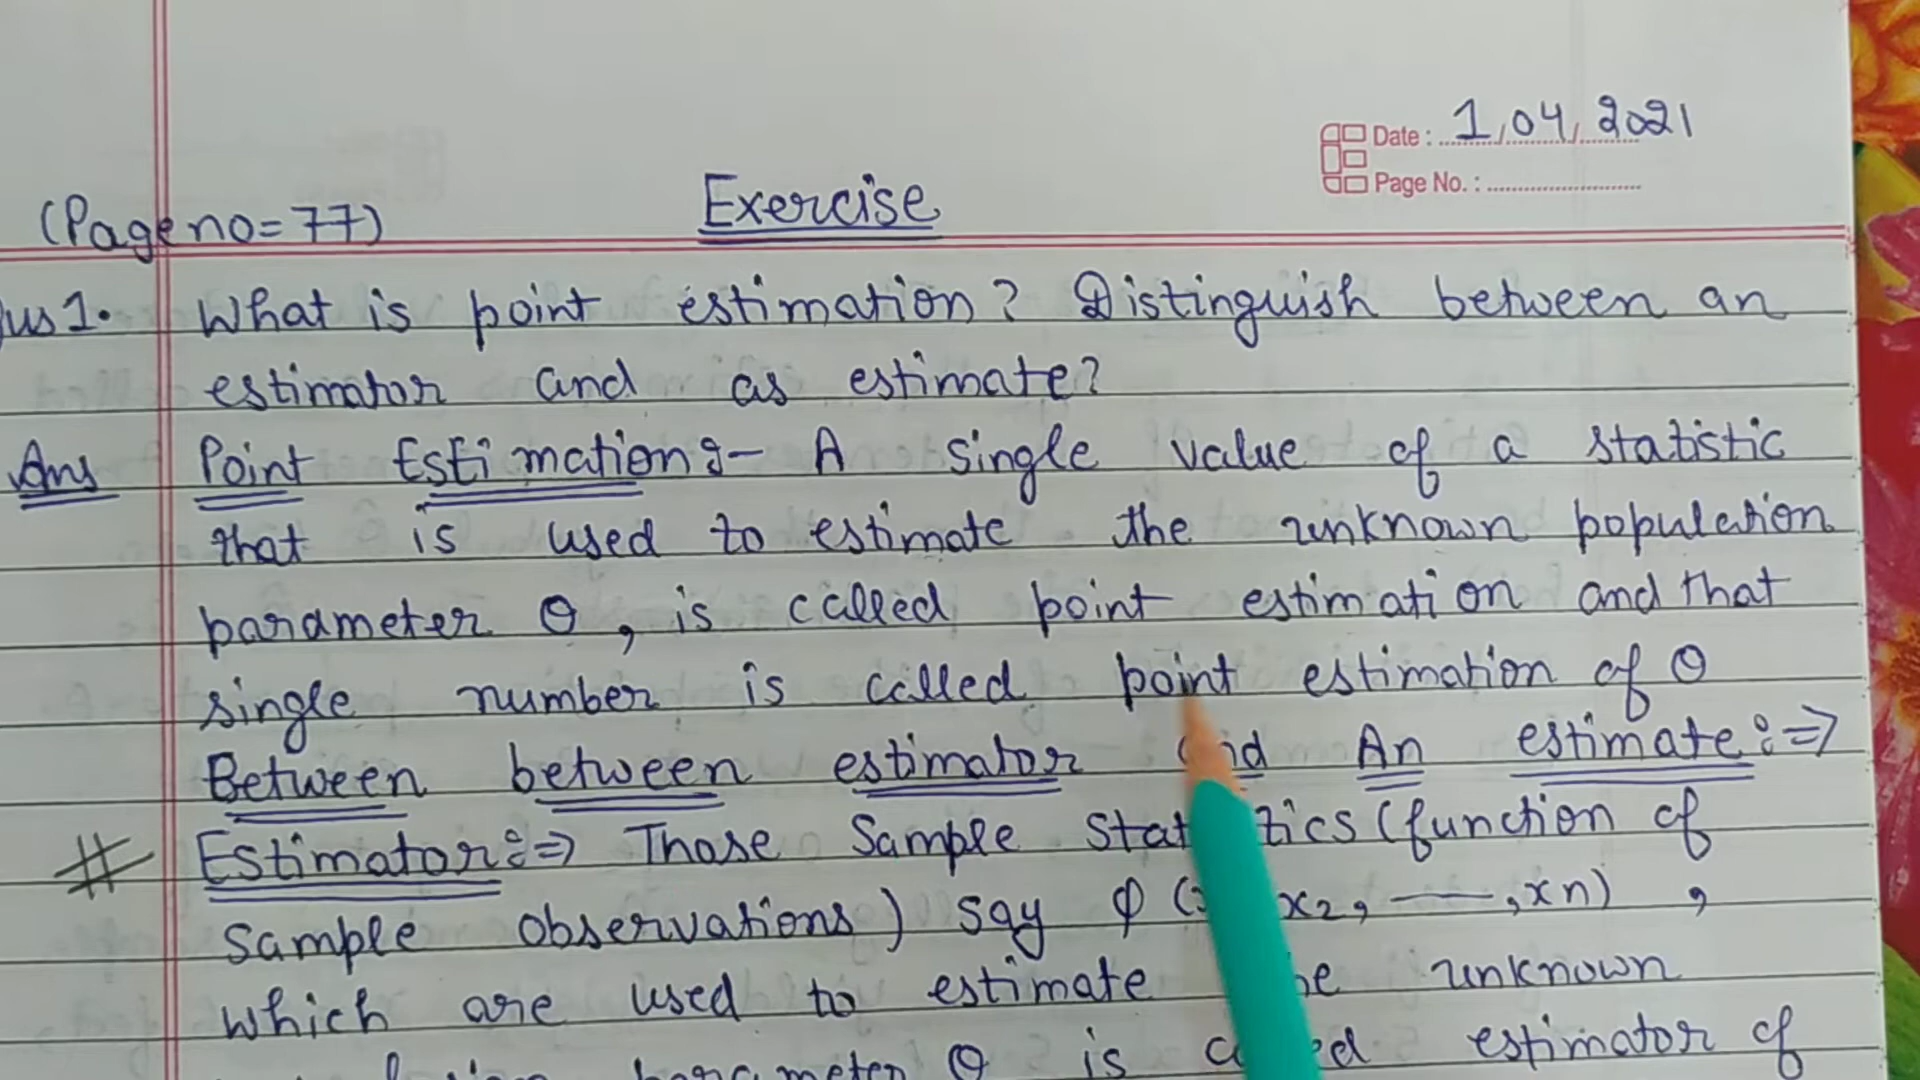 Date : 1/04/2021
Page No. :
(Page no=77) Exercise
us 1. What is point estimation? Distinguish between an
estimator and as estimate?
Ans Point Estimation:- A single value of a statistic
that is used to estimate the unknown population
parameter θ, is called point estimation and that
single number is called point estimation of θ
Between between estimator and An estimate:⇒
# Estimator:⇒ Those Sample Stat tics (function of
sample observations) say φ ( x2, ——, xn) ,
which are used to estimate unknown
parameter θ is estimator of